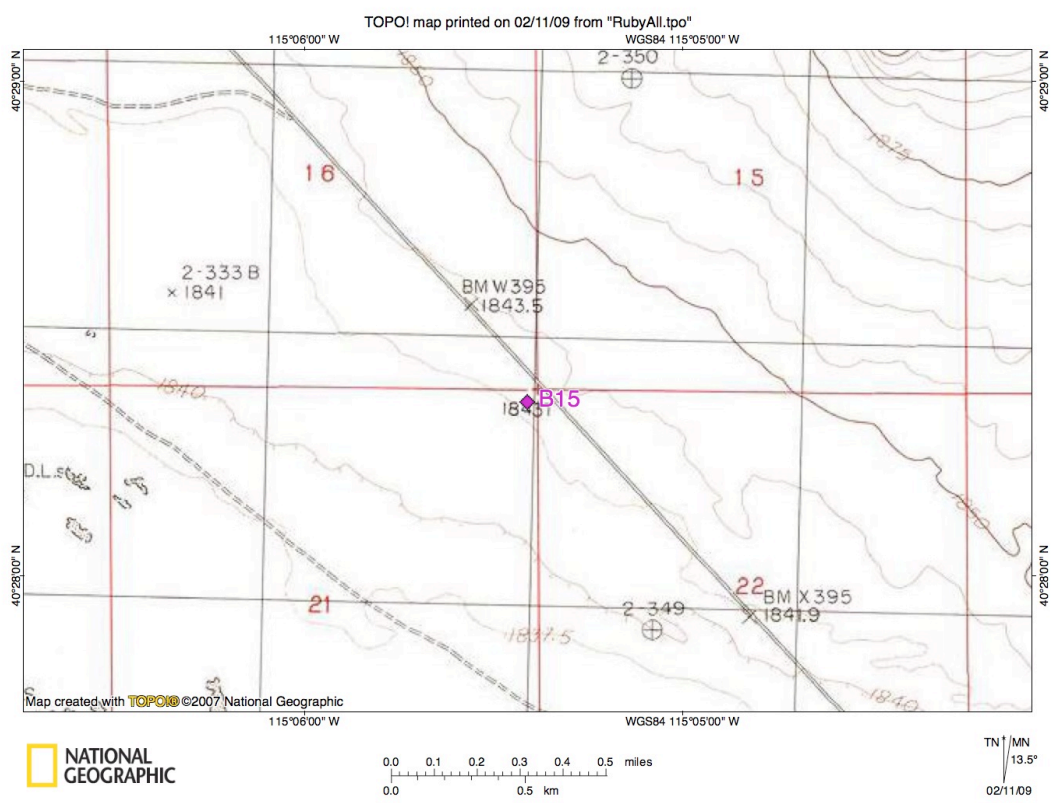 TOPO! map printed on 02/11/09 from "RubyAll.tpo"
115°06'00" W
WGS84 115°05'00" W
40°29'00" N
40°29'00" N
2-350
1850
1875
16
15
2-333 B
1841
BM W395
1843.5
1840
B15
D.L.S
1850
40°28'00" N
40°28'00" N
21
22
BM X395
1841.9
2-349
1837.5
1840
S
Map created with TOPO!® ©2007 National Geographic
115°06'00" W
WGS84 115°05'00" W
NATIONAL
GEOGRAPHIC
0.0 0.1 0.2 0.3 0.4 0.5 miles
0.0 0.5 km
TN MN
13.5°
02/11/09